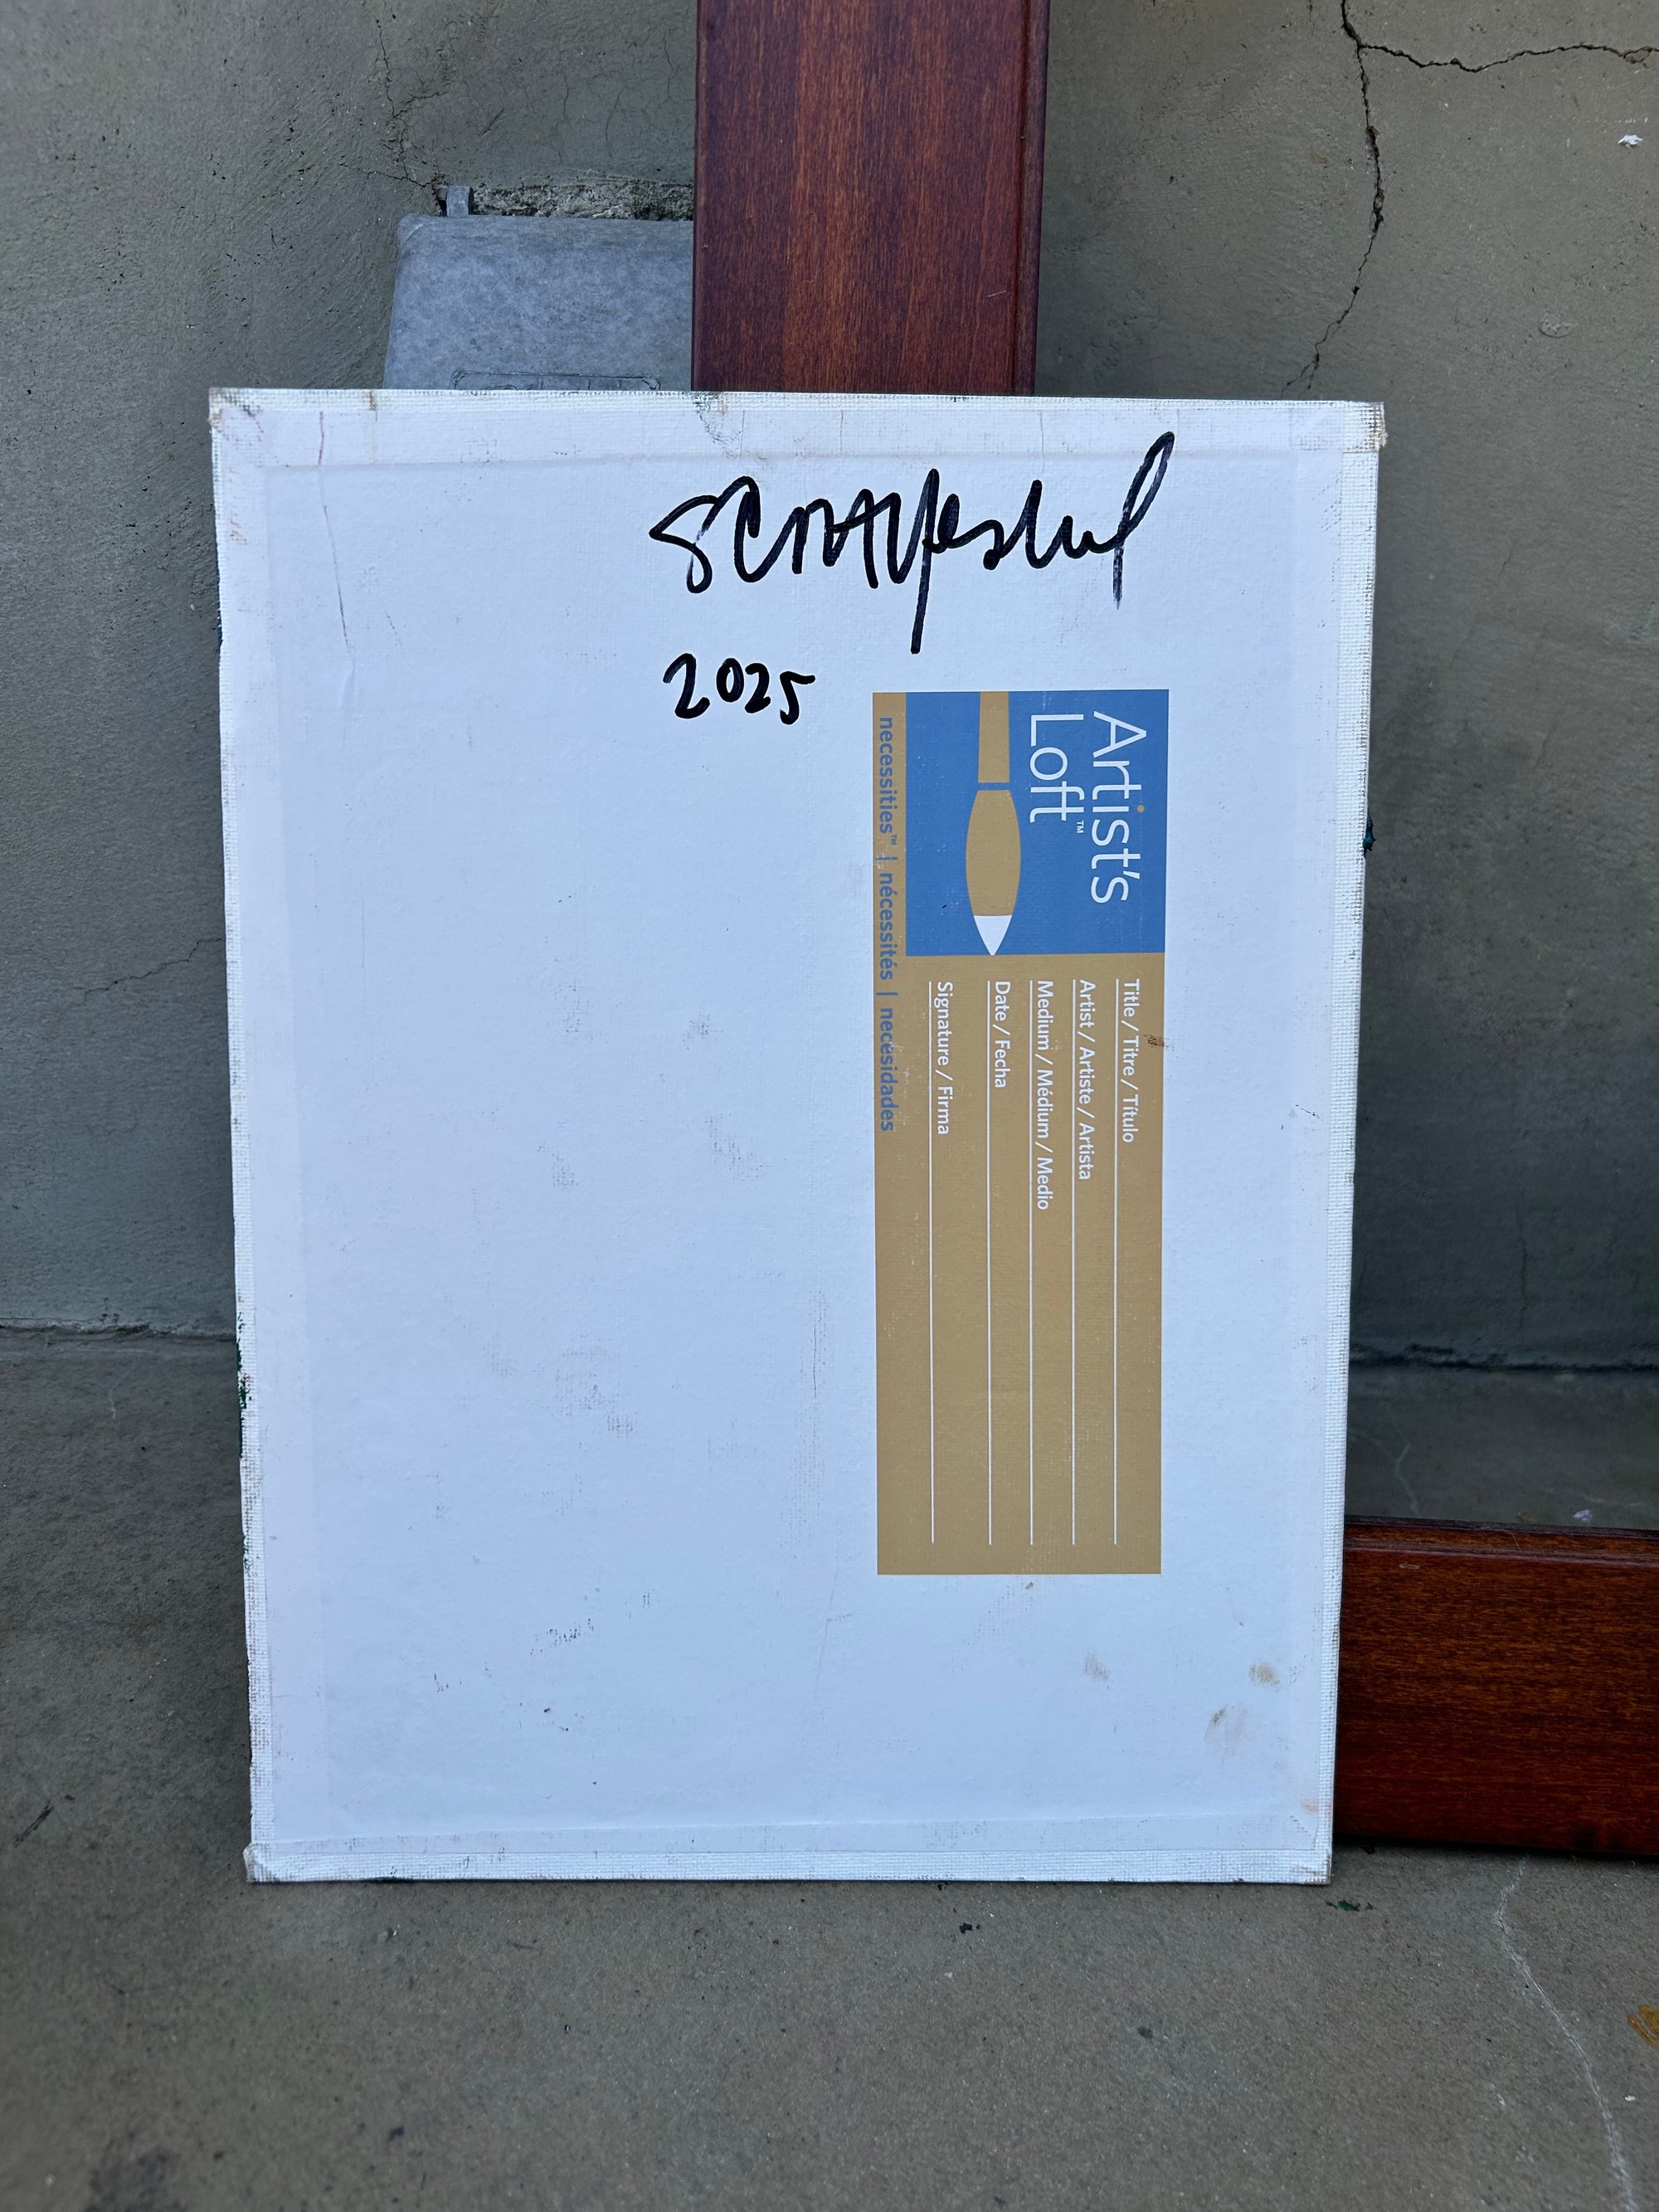 2025
Artist's
Loft™
necessities™ | nécessités | necesidades
Title / Titre / Título
Artist / Artiste / Artista
Medium / Médium / Medio
Date / Fecha
Signature / Firma